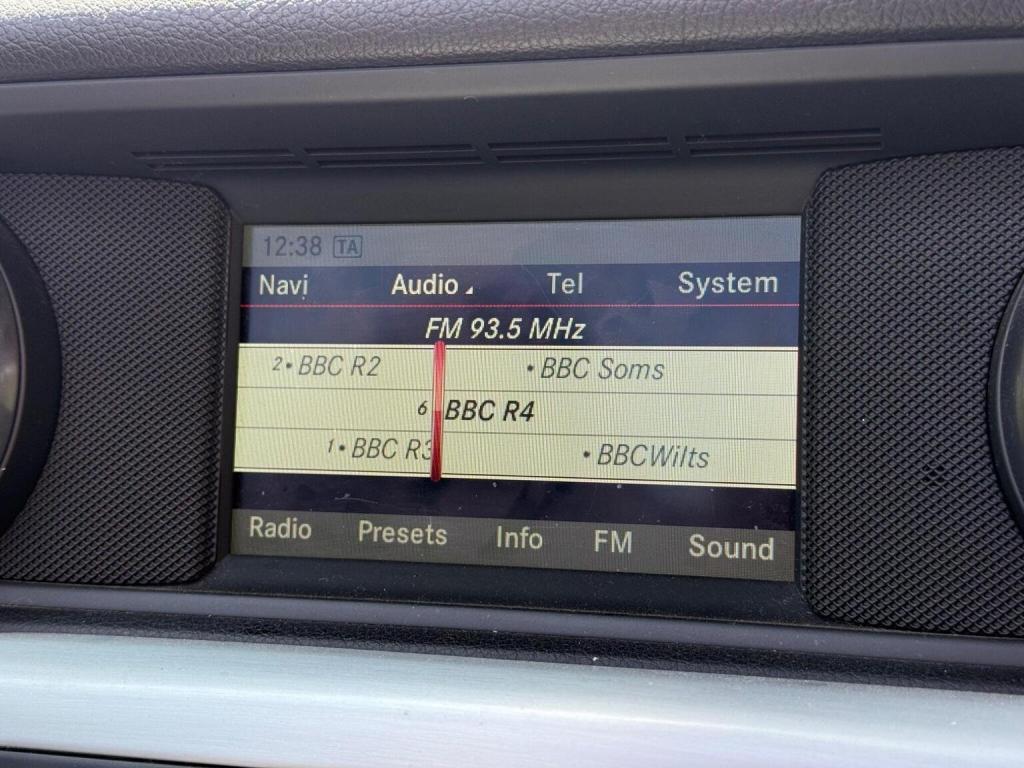 12:38 TA
Navi Audio Tel System
FM 93.5 MHz
2• BBC R2 • BBC Soms
6 BBC R4
1• BBC R3 • BBCWilts
Radio Presets Info FM Sound